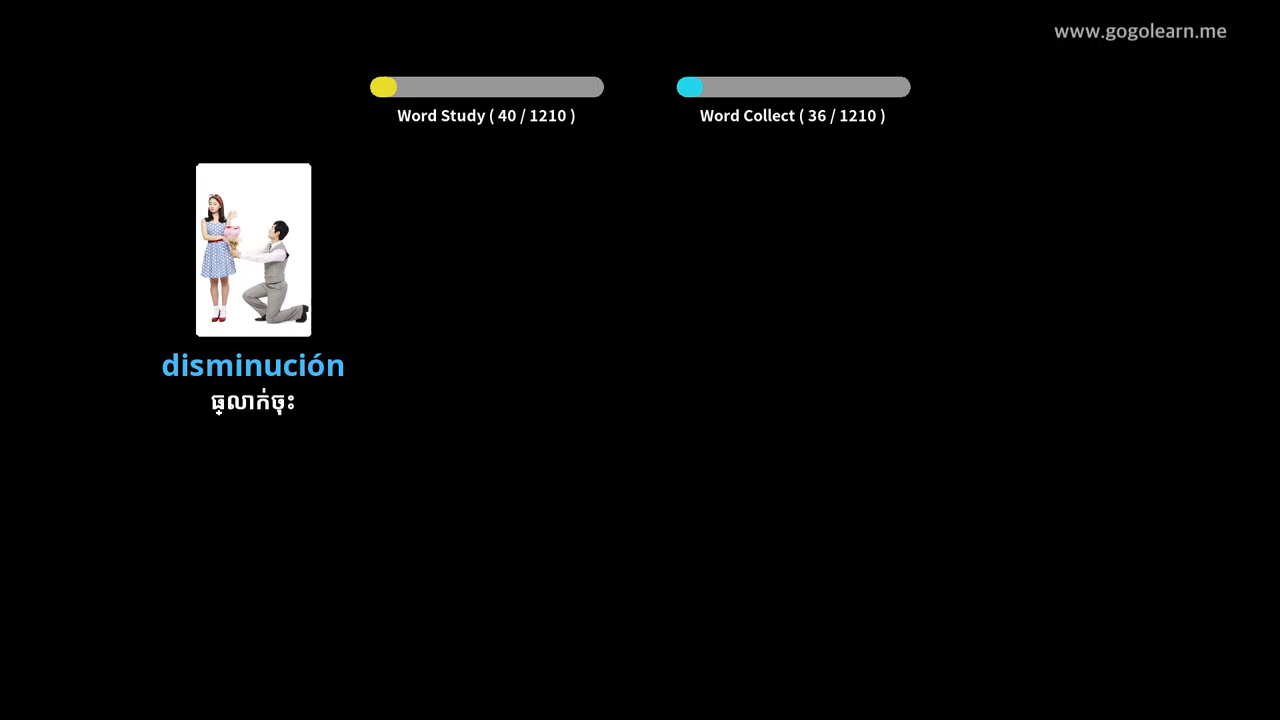 www.gogolearn.me
Word Study ( 40 / 1210 )
Word Collect ( 36 / 1210 )
disminución
ធ្លាក់ចុះ